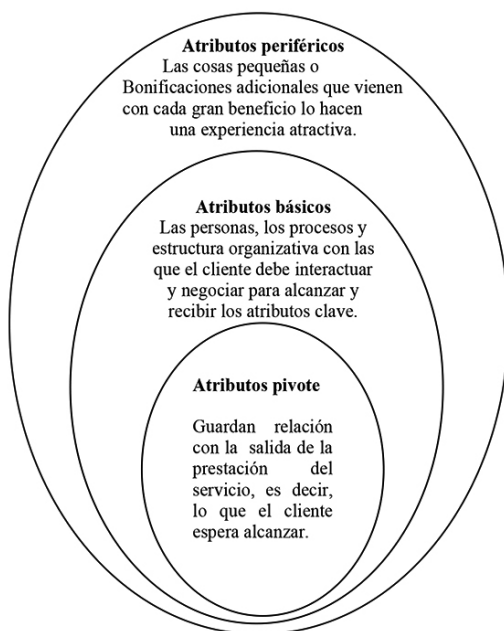 Atributos periféricos
Las cosas pequeñas o
Bonificaciones adicionales que vienen
con cada gran beneficio lo hacen
una experiencia atractiva.
Atributos básicos
Las personas, los procesos y
estructura organizativa con las
que el cliente debe interactuar
y negociar para alcanzar y
recibir los atributos clave.
Atributos pivote
Guardan relación
con la salida de la
prestación del
servicio, es decir,
lo que el cliente
espera alcanzar.